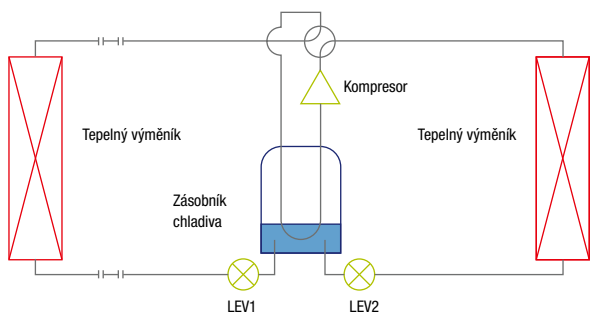 Kompresor
Tepelný výměník
Tepelný výměník
Zásobník
chladiva
LEV1
LEV2